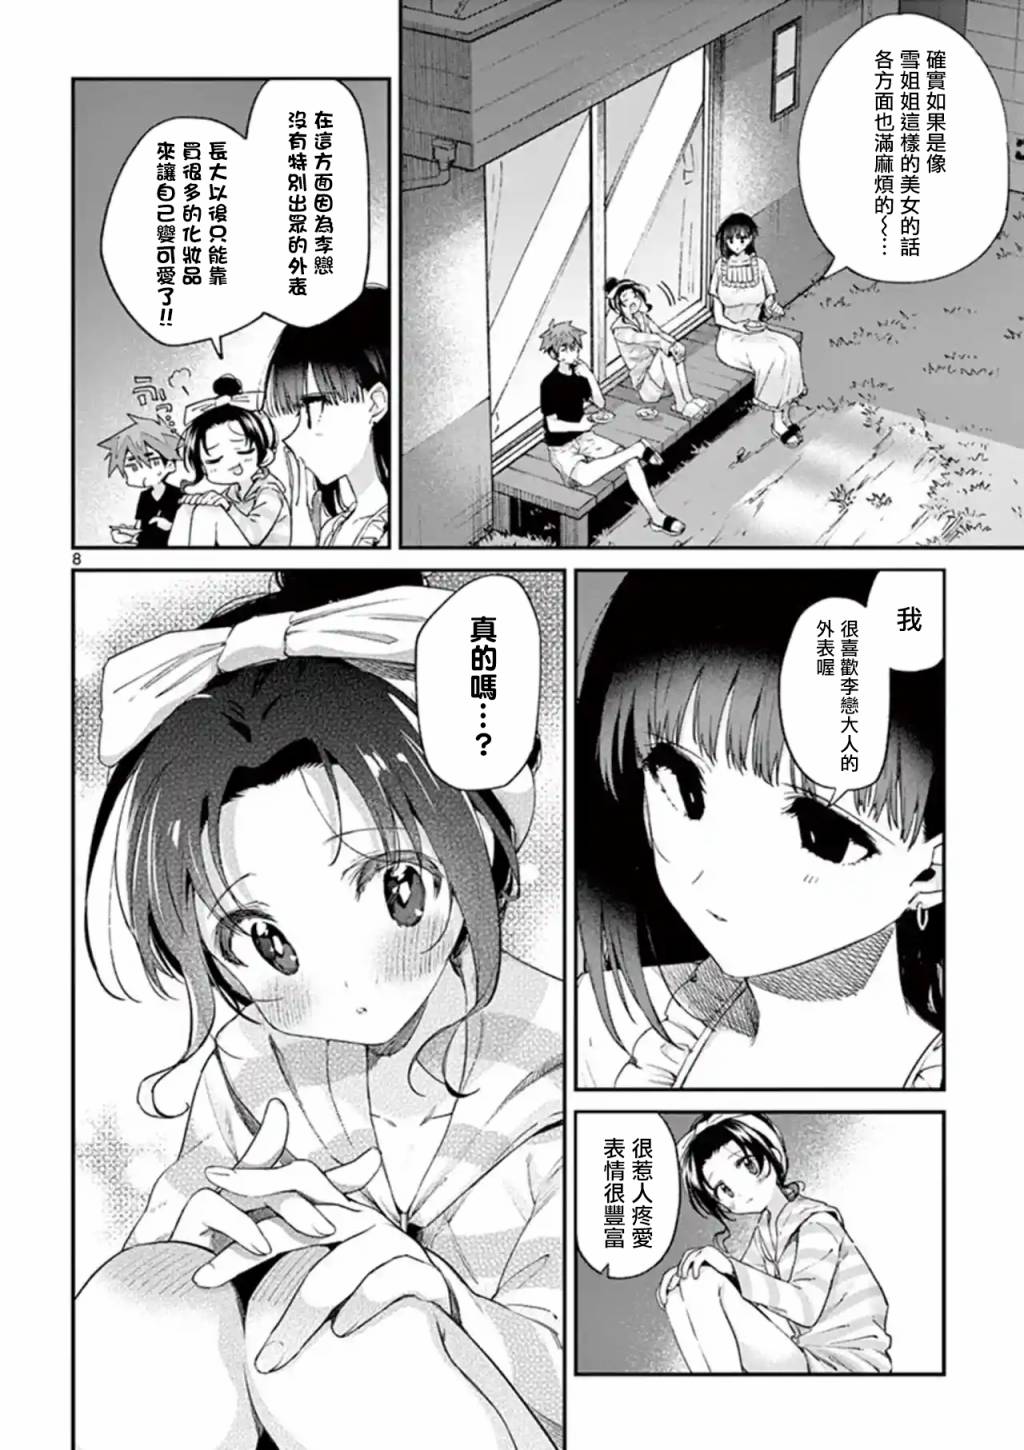 確實如果是像
雪姐姐這樣的美女的話
各方面也滿麻煩的~…
在這方面因為李戀
沒有特別出眾的外表
長大以後只能靠
買很多的化妝品
來讓自己變可愛了!!
8
我
很喜歡李戀大人的
外表喔
很惹人疼愛
表情很豐富
真的嗎…?